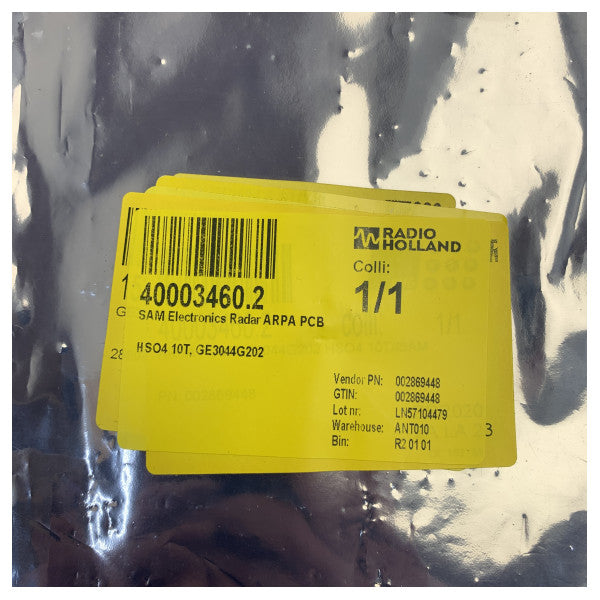 RADIO
HOLLAND
Colli:
1/1
40003460.2
SAM Electronics Radar ARPA PCB
HSO4 10T, GE3044G202
Vendor PN: 002869448
GTIN: 002869448
Lot nr: LN57104479
Warehouse: ANT010
Bin: R2 01 01